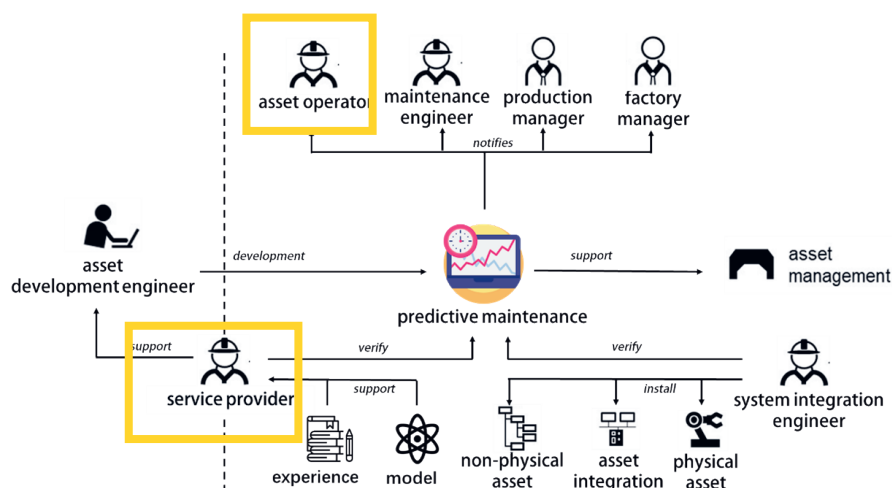 asset operator
maintenance
engineer
production
manager
factory
manager
notifies
asset
development engineer
development
predictive maintenance
support
asset
management
support
service provider
verify
verify
support
experience
model
install
non-physical
asset
asset
integration
physical
asset
system integration
engineer